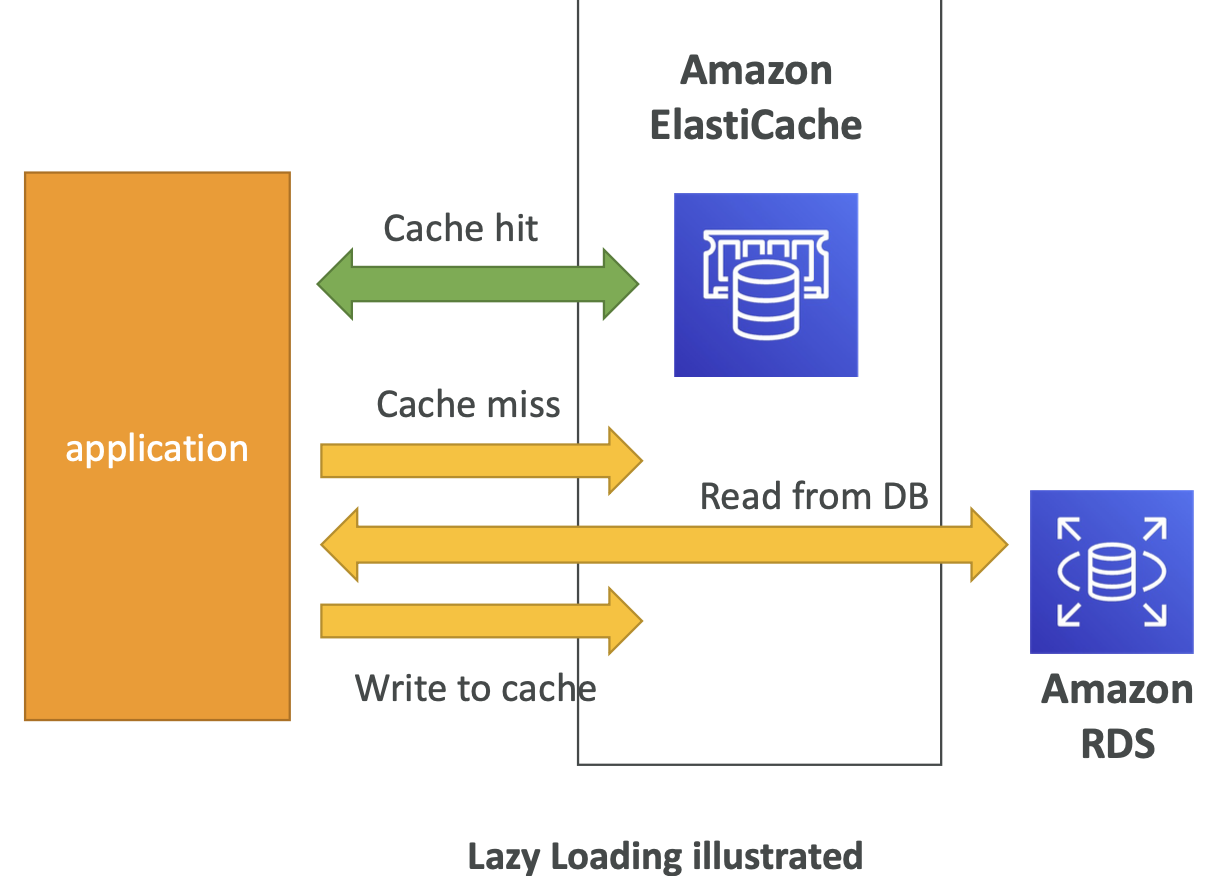 Amazon
ElastiCache
Cache hit
Cache miss
application
Read from DB
Write to cache
Amazon
RDS
Lazy Loading illustrated